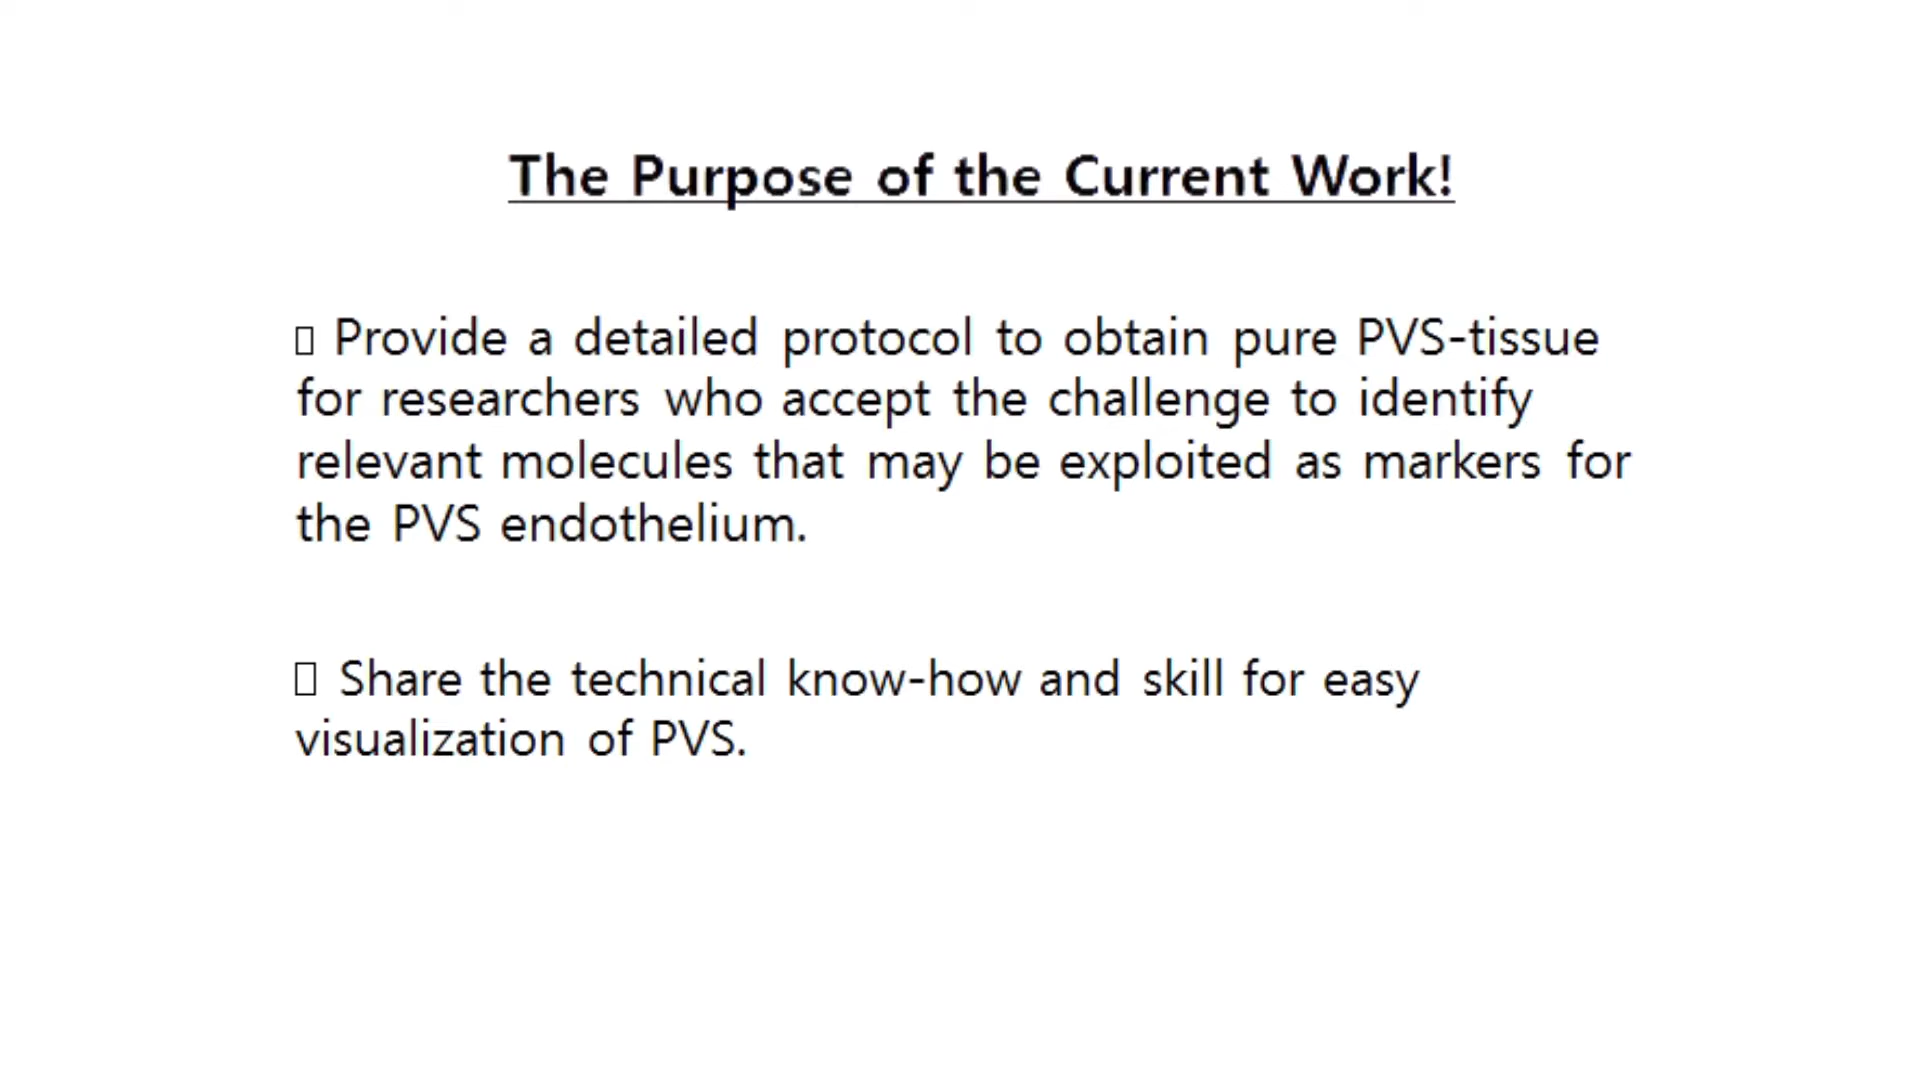 The Purpose of the Current Work!
▯ Provide a detailed protocol to obtain pure PVS-tissue
for researchers who accept the challenge to identify
relevant molecules that may be exploited as markers for
the PVS endothelium.
▯ Share the technical know-how and skill for easy
visualization of PVS.